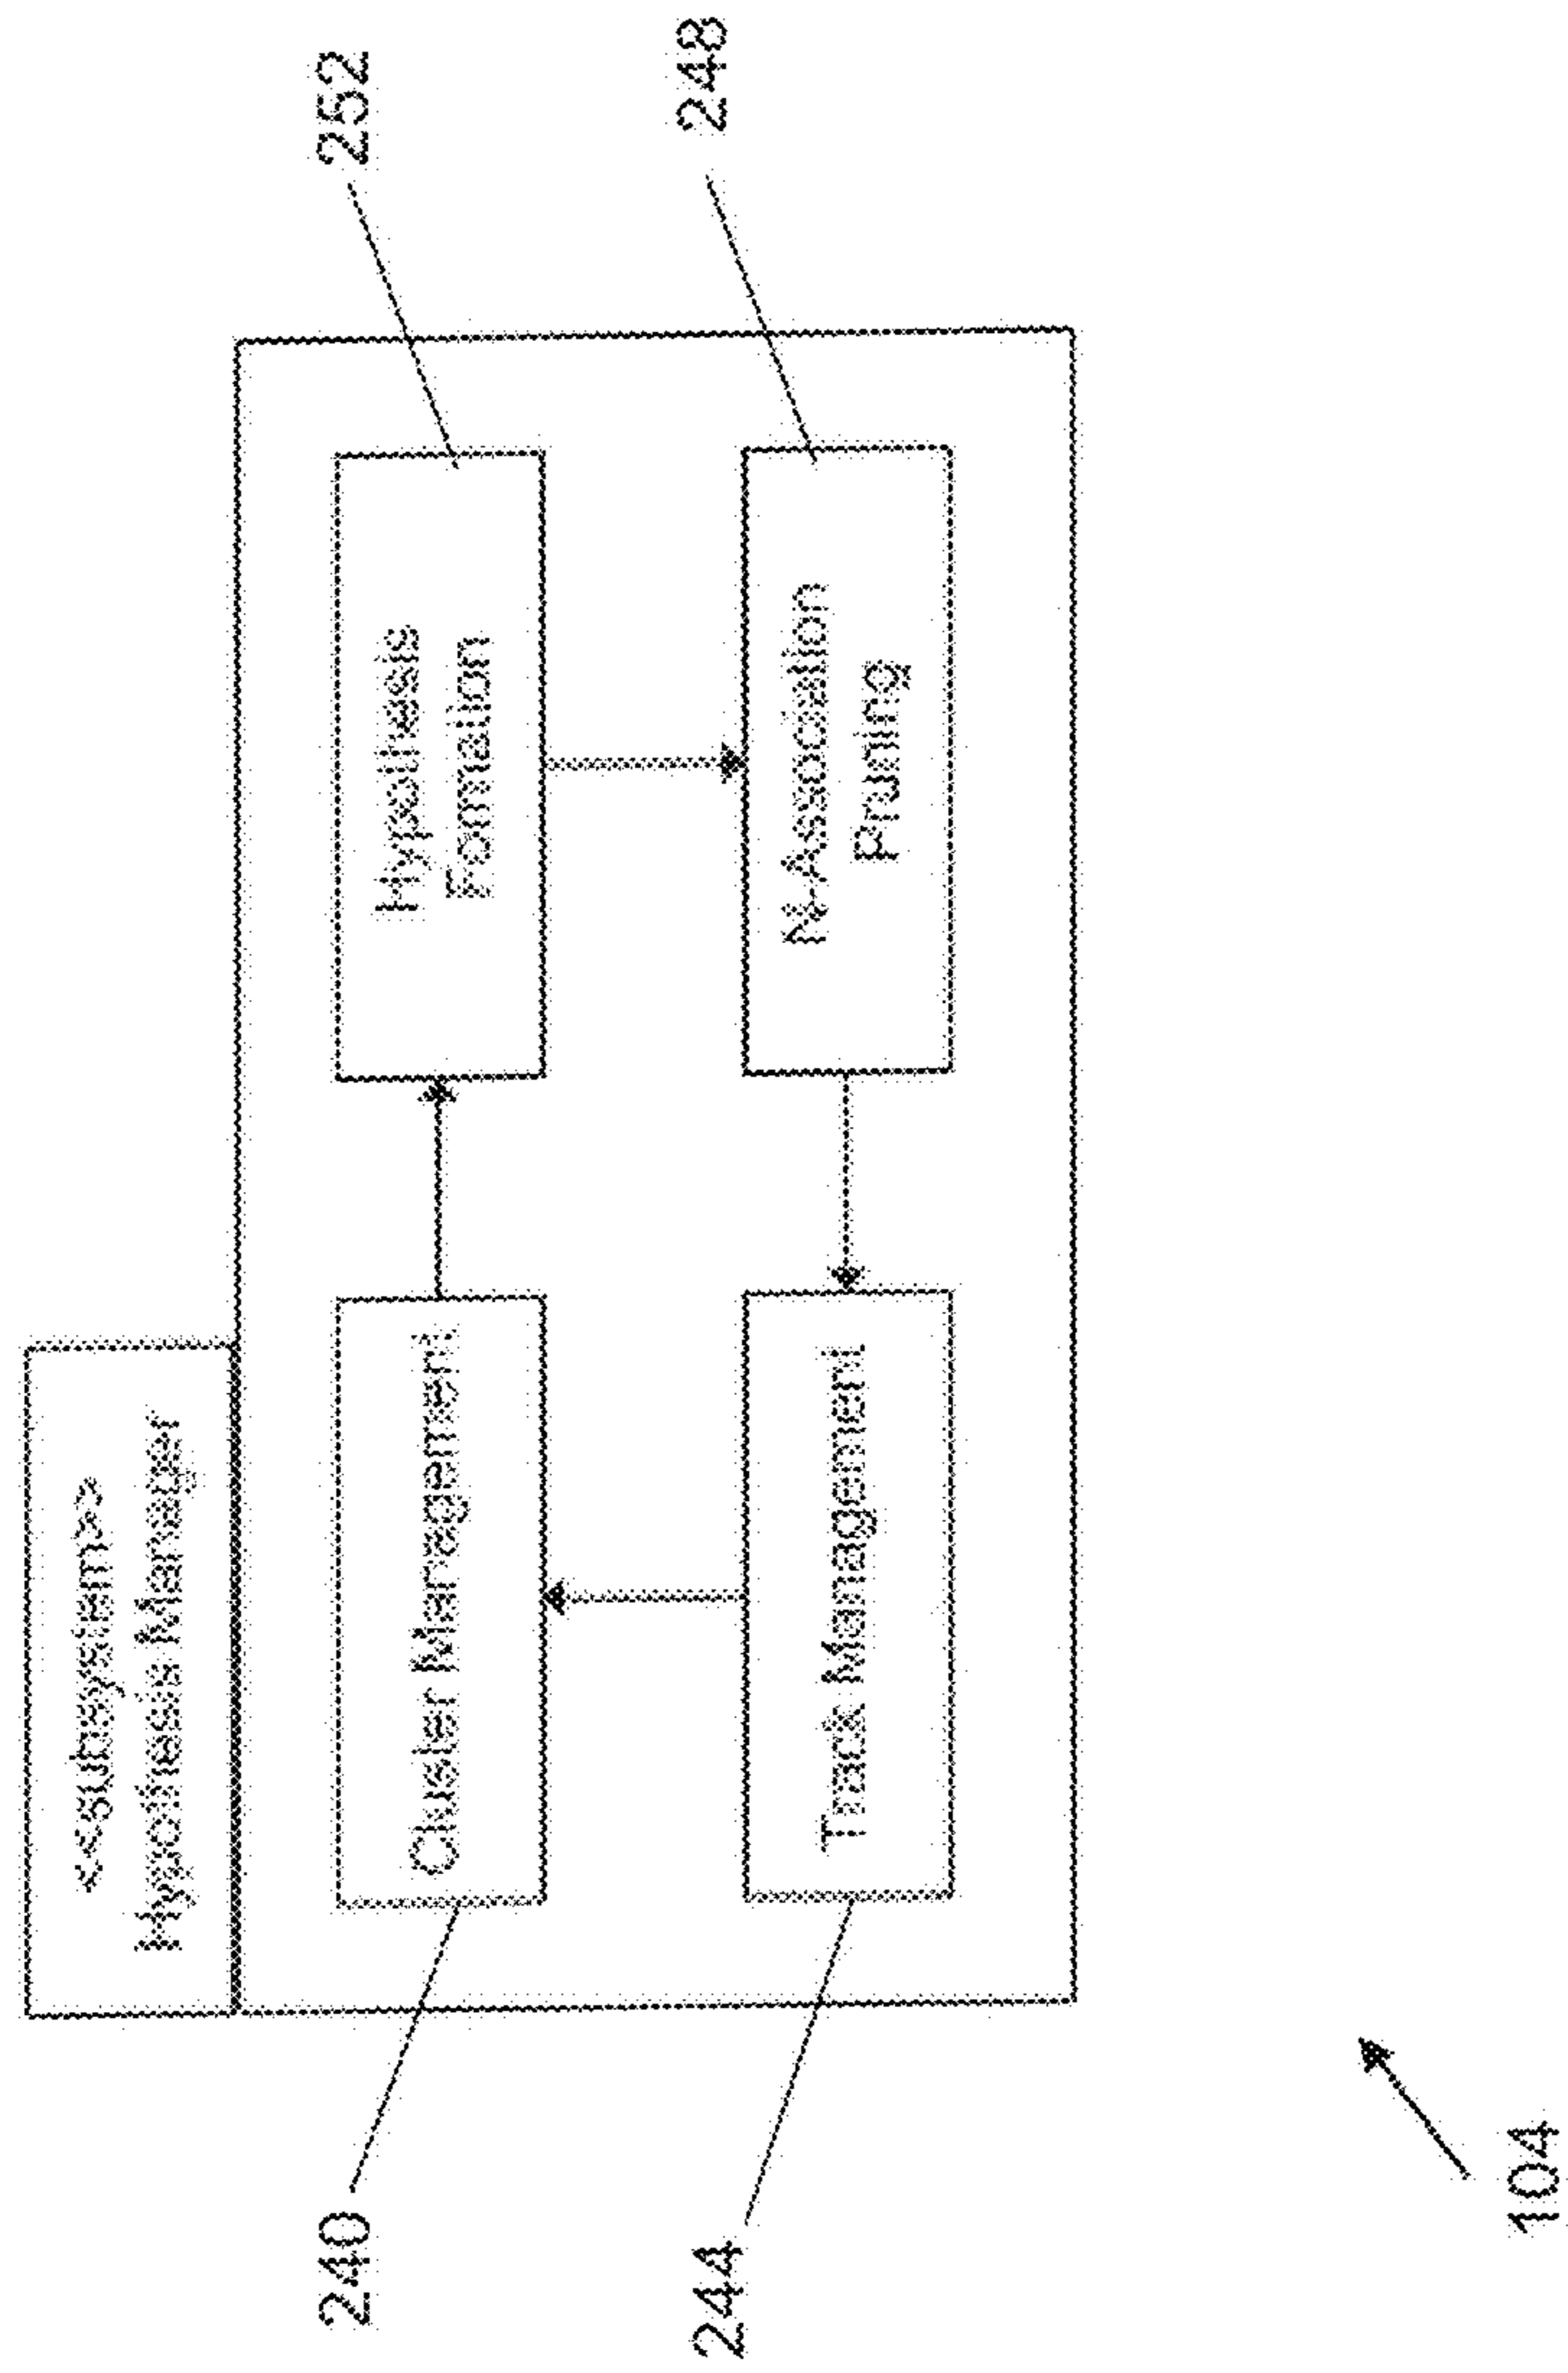 <<subsystem>>
Hypothesis Manager
240
Cluster Management
Hypothesis
Formation
252
244
Track Management
N-Association
Pruning
248
104